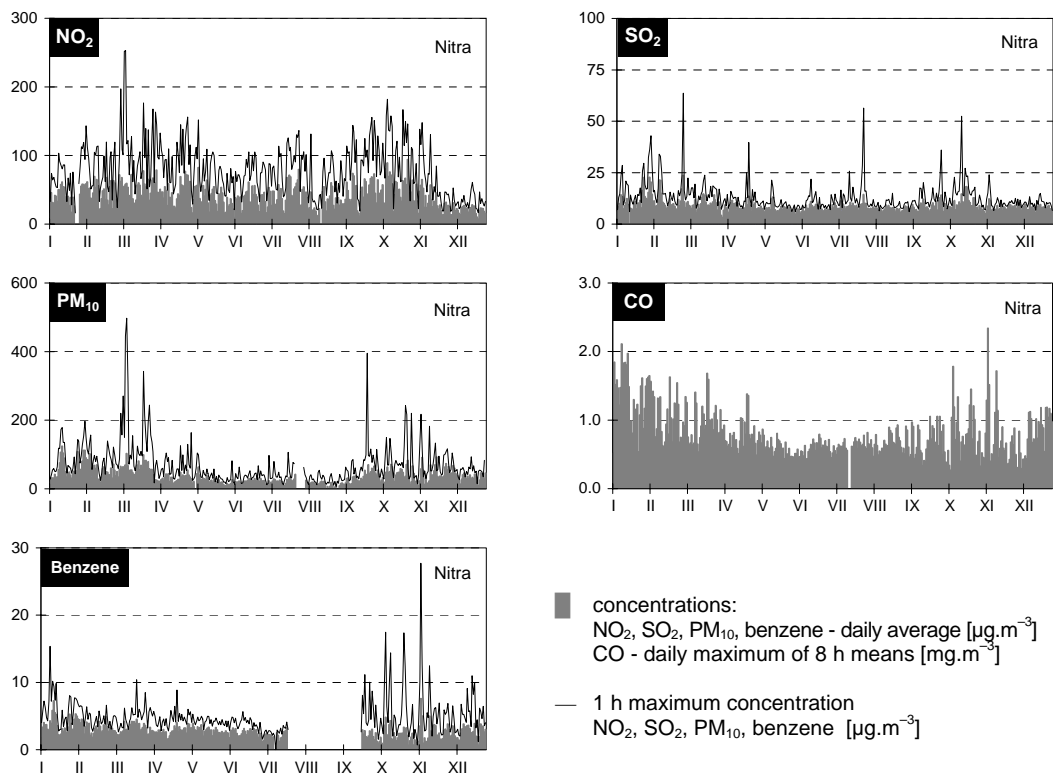 NO₂
Nitra
300
200
100
0
I II III IV V VI VII VIII IX X XI XII
SO₂
Nitra
100
75
50
25
0
I II III IV V VI VII VIII IX X XI XII
PM₁₀
Nitra
600
400
200
0
I II III IV V VI VII VIII IX X XI XII
CO
Nitra
3.0
2.0
1.0
0.0
I II III IV V VI VII VIII IX X XI XII
Benzene
Nitra
30
20
10
0
I II III IV V VI VII VIII IX X XI XII
concentrations:
NO₂, SO₂, PM₁₀, benzene - daily average [µg.m⁻³]
CO - daily maximum of 8 h means [mg.m⁻³]
— 1 h maximum concentration
NO₂, SO₂, PM₁₀, benzene [µg.m⁻³]